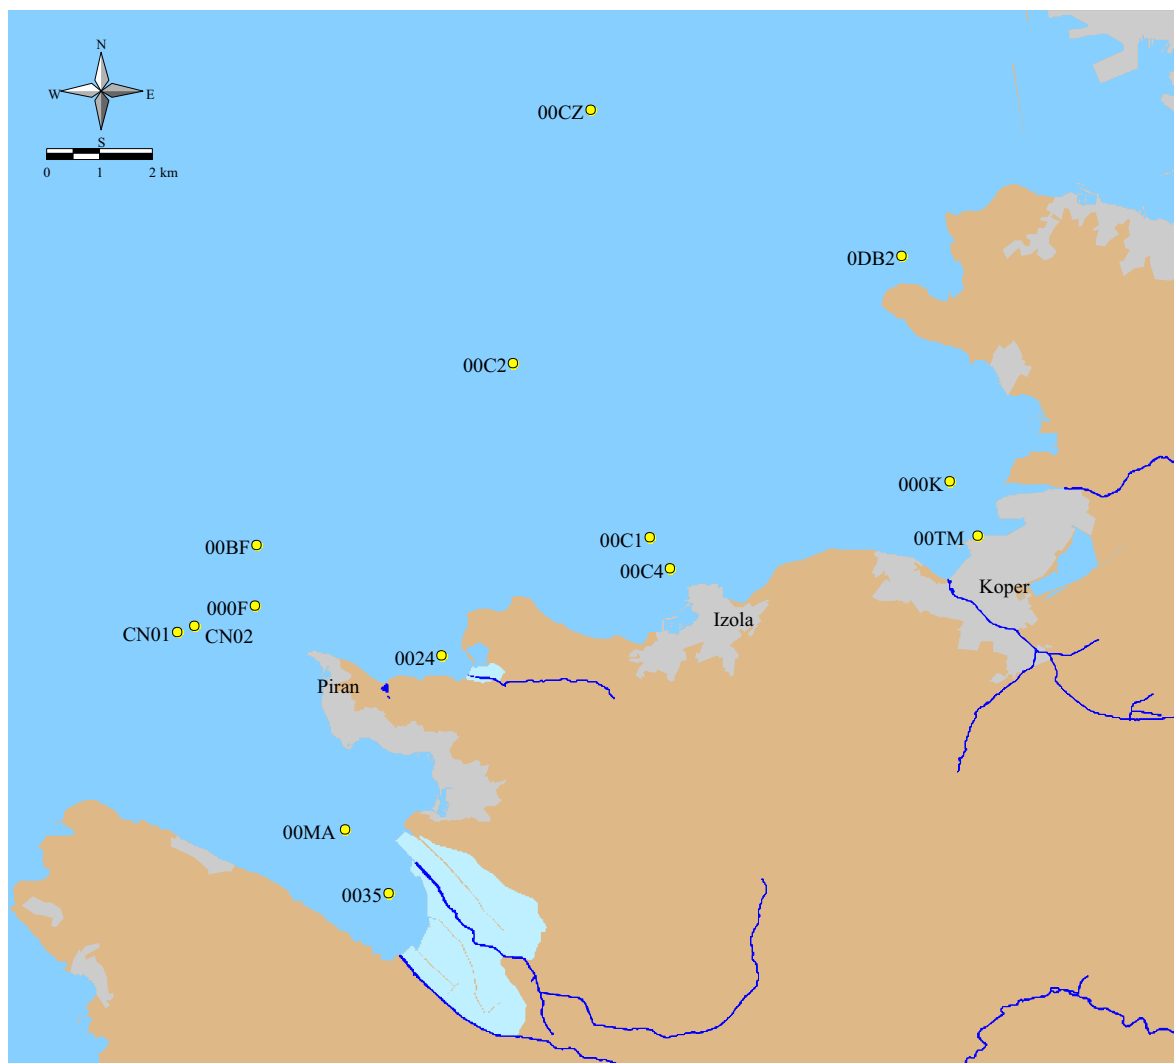 N
W E
S
0 1 2 km
00CZ
0DB2
00C2
000K
00TM
00C1
00BF
00C4
Koper
000F
Izola
CN01 CN02
0024
Piran
00MA
0035